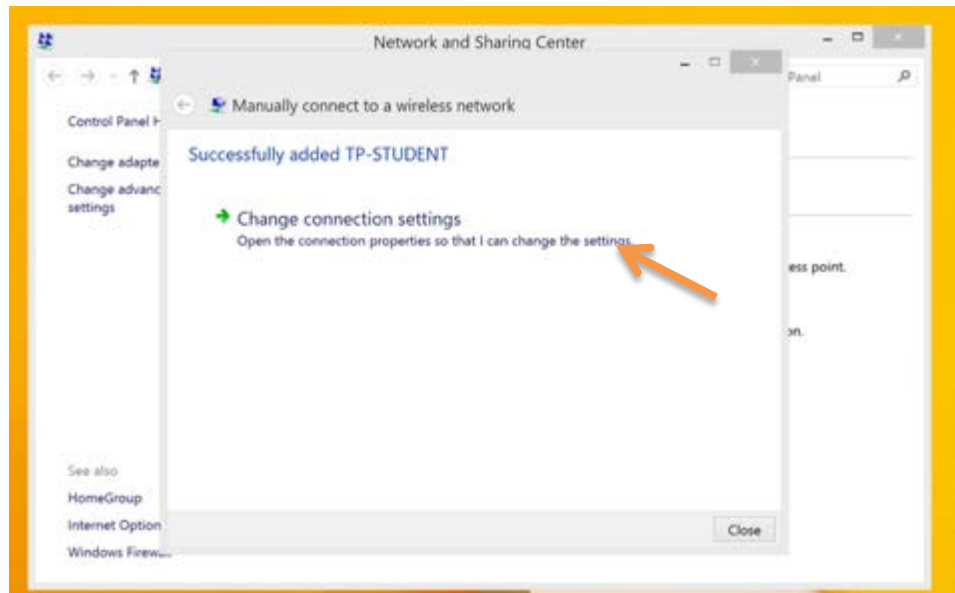 Network and Sharing Center
Panel
Manually connect to a wireless network
Control Panel H
Successfully added TP-STUDENT
Change adapte
Change advanc
settings
Change connection settings
Open the connection properties so that I can change the settings.
ess point.
on.
See also
HomeGroup
Internet Option
Close
Windows Firew